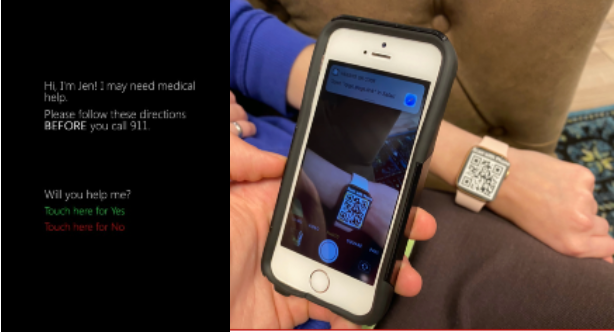 Hi, I'm Jen! I may need medical
help.
Please follow these directions
BEFORE you call 911.
Will you help me?
Touch here for Yes
Touch here for No